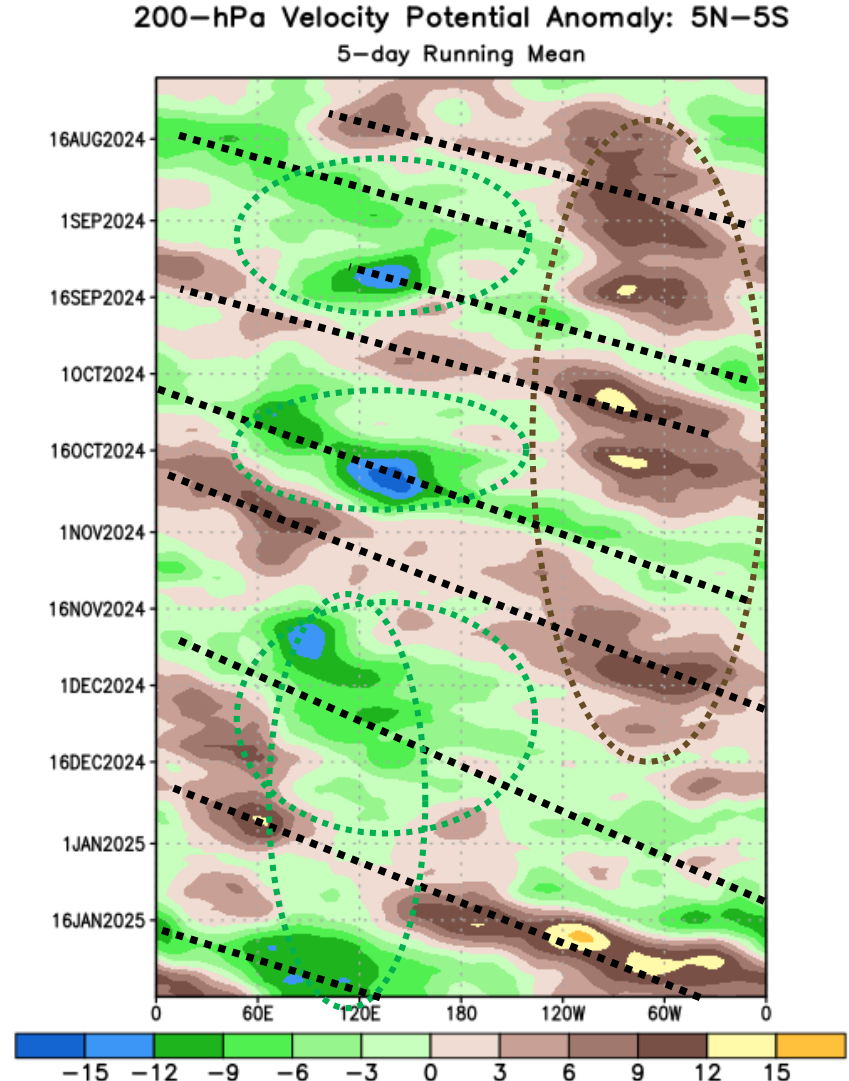 200-hPa Velocity Potential Anomaly: 5N-5S
5-day Running Mean
16AUG2024
1SEP2024
16SEP2024
1OCT2024
16OCT2024
1NOV2024
16NOV2024
1DEC2024
16DEC2024
1JAN2025
16JAN2025
0 60E 120E 180 120W 60W 0
-15 -12 -9 -6 -3 0 3 6 9 12 15